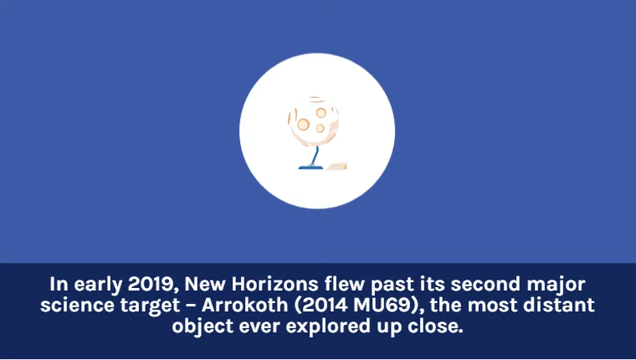 In early 2019, New Horizons flew past its second major
science target – Arrokoth (2014 MU69), the most distant
object ever explored up close.